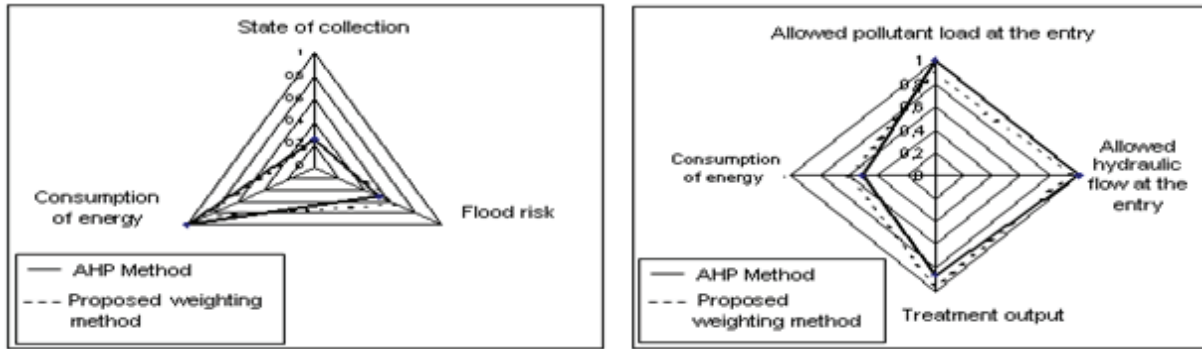 State of collection
1
0,8
0,6
0,4
0,2
0
Consumption
of energy
Flood risk
AHP Method
Proposed weighting
method
Allowed pollutant load at the entry
1
0,8
0,6
0,4
0,2
0
Consumption
of energy
Allowed
hydraulic
flow at the
entry
AHP Method
Proposed
weighting method
Treatment output